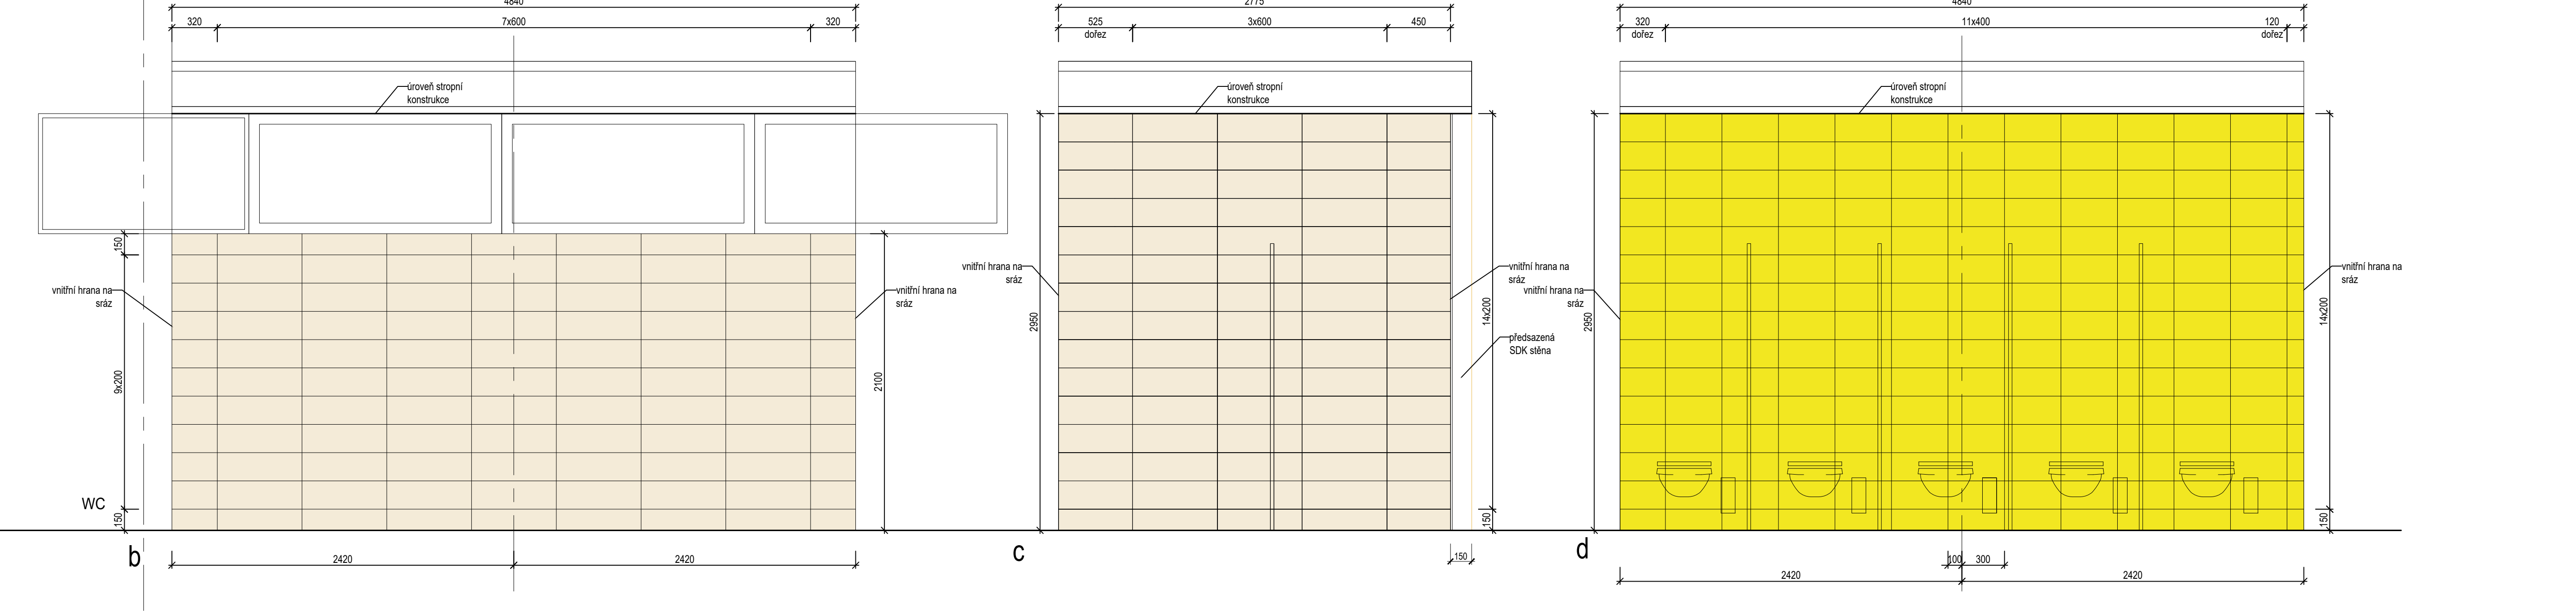 4840
320
7x600
320
úroveň stropní
konstrukce
150
vnitřní hrana na
sráz
vnitřní hrana na
sráz
9x200
2100
WC
150
b
2420
2420
2775
525
dořez
3x600
450
úroveň stropní
konstrukce
vnitřní hrana na
sráz
vnitřní hrana na
sráz
2950
14x200
předsazená
SDK stěna
150
c
150
4840
320
dořez
11x400
120
dořez
úroveň stropní
konstrukce
vnitřní hrana na
sráz
vnitřní hrana na
sráz
2950
14x200
150
d
100
300
2420
2420